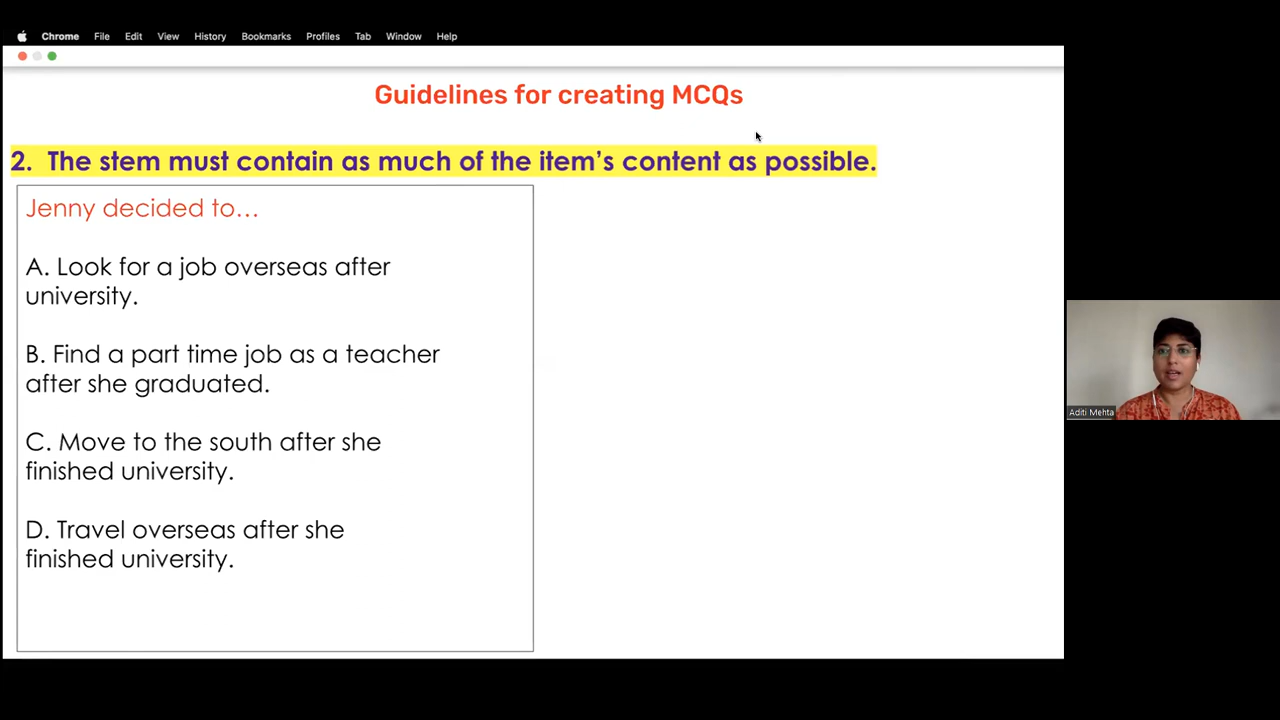 Chrome File Edit View History Bookmarks Profiles Tab Window Help
Guidelines for creating MCQs
2. The stem must contain as much of the item's content as possible.
Jenny decided to…
A. Look for a job overseas after
university.
B. Find a part time job as a teacher
after she graduated.
C. Move to the south after she
finished university.
D. Travel overseas after she
finished university.
Aditi Mehta